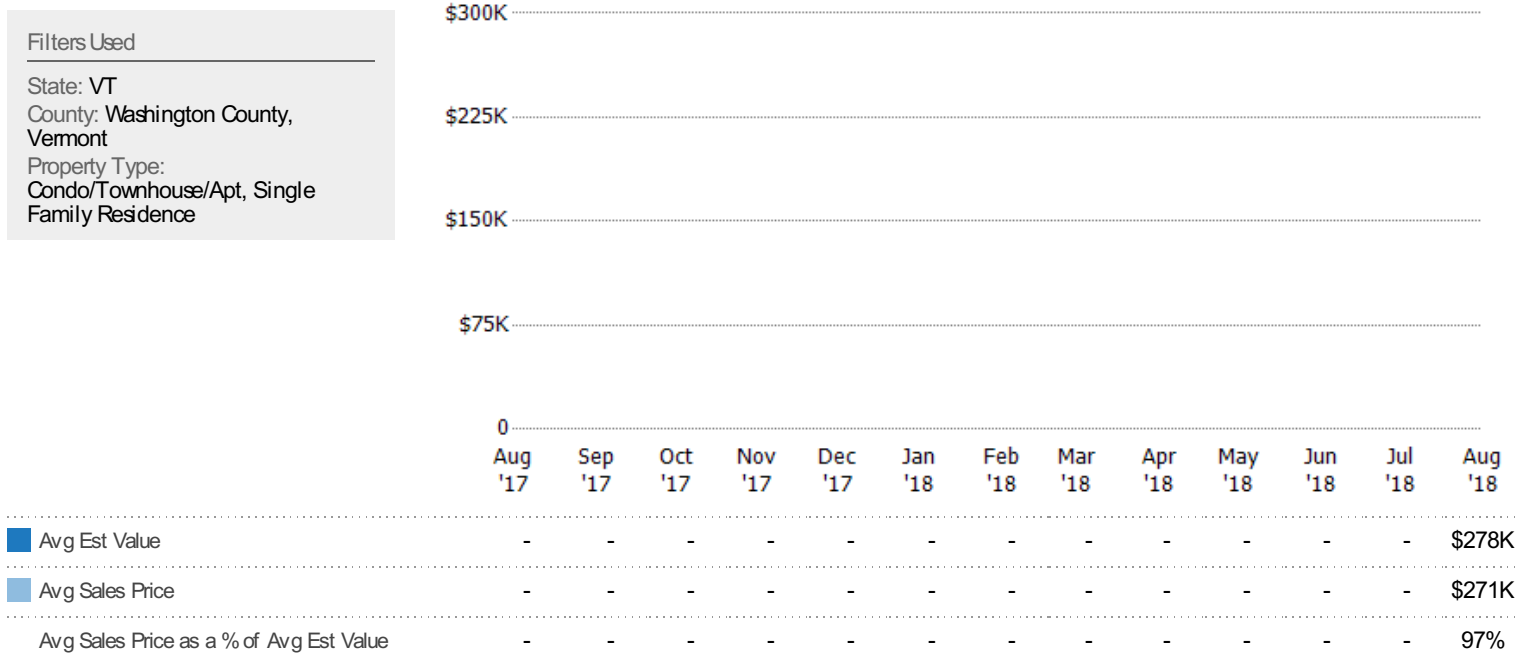 Filters Used
State: VT
County: Washington County,
Vermont
Property Type:
Condo/Townhouse/Apt, Single
Family Residence
$300K
$225K
$150K
$75K
0
Aug Sep Oct Nov Dec Jan Feb Mar Apr May Jun Jul Aug
'17 '17 '17 '17 '17 '18 '18 '18 '18 '18 '18 '18 '18
Avg Est Value - - - - - - - - - - - - $278K
Avg Sales Price - - - - - - - - - - - - $271K
Avg Sales Price as a % of Avg Est Value - - - - - - - - - - - - 97%